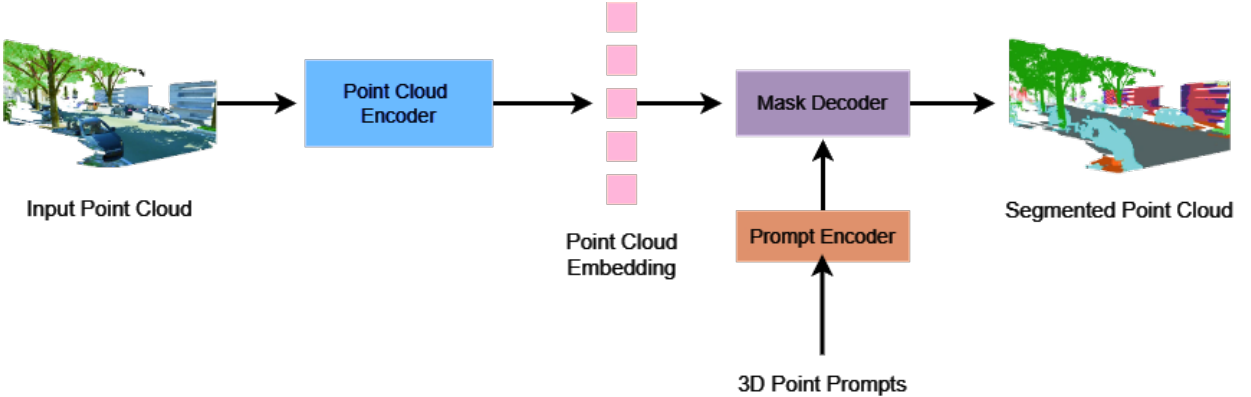 Point Cloud
Encoder
Mask Decoder
Input Point Cloud
Segmented Point Cloud
Point Cloud
Embedding
Prompt Encoder
3D Point Prompts